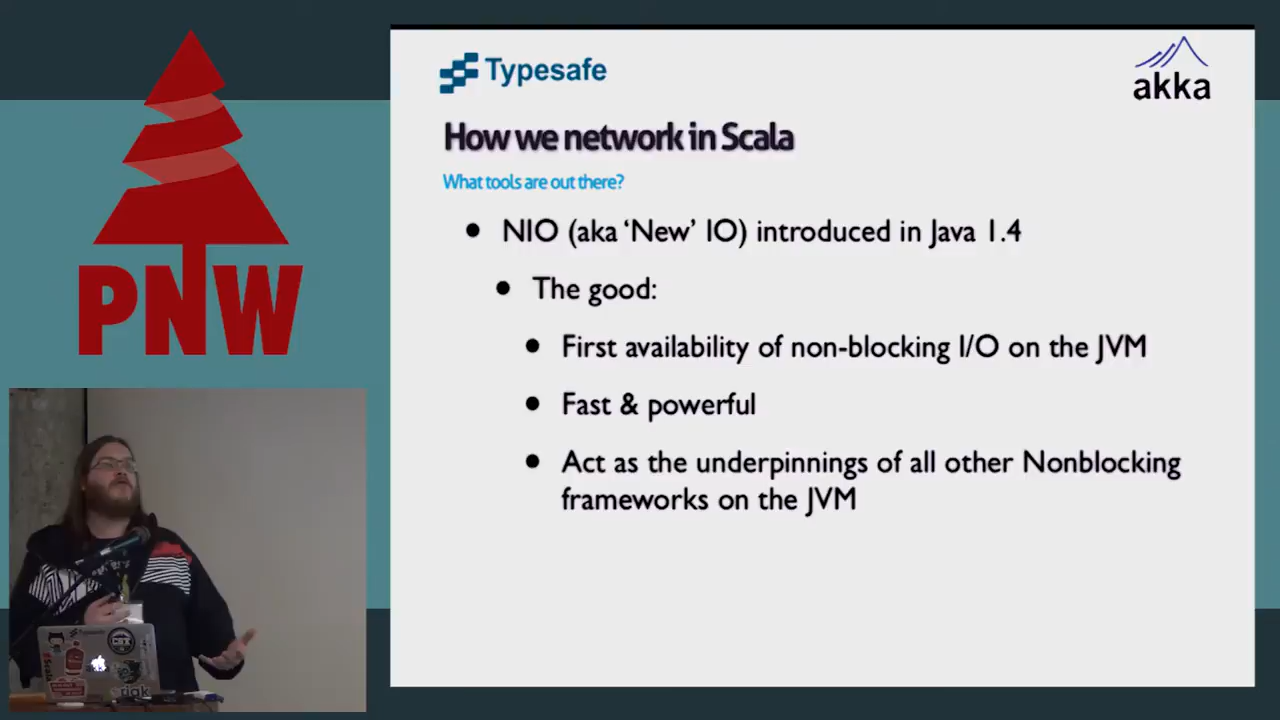 PNW
Typesafe
akka
How we network in Scala
What tools are out there?
• NIO (aka ‘New’ IO) introduced in Java 1.4
• The good:
• First availability of non-blocking I/O on the JVM
• Fast & powerful
• Act as the underpinnings of all other Nonblocking
frameworks on the JVM
Typesafe
riak